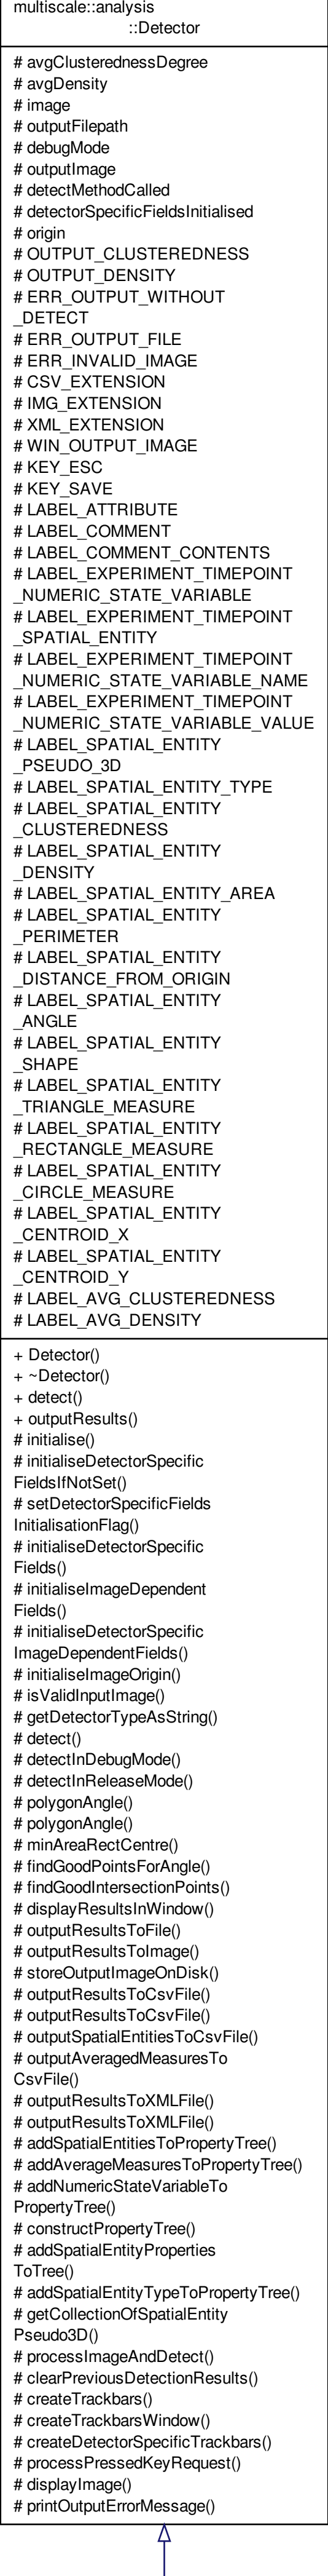 multiscale::analysis
::Detector
# avgClusterednessDegree
# avgDensity
# image
# outputFilepath
# debugMode
# outputImage
# detectMethodCalled
# detectorSpecificFieldsInitialised
# origin
# OUTPUT_CLUSTEREDNESS
# OUTPUT_DENSITY
# ERR_OUTPUT_WITHOUT
_DETECT
# ERR_OUTPUT_FILE
# ERR_INVALID_IMAGE
# CSV_EXTENSION
# IMG_EXTENSION
# XML_EXTENSION
# WIN_OUTPUT_IMAGE
# KEY_ESC
# KEY_SAVE
# LABEL_ATTRIBUTE
# LABEL_COMMENT
# LABEL_COMMENT_CONTENTS
# LABEL_EXPERIMENT_TIMEPOINT
_NUMERIC_STATE_VARIABLE
# LABEL_EXPERIMENT_TIMEPOINT
_SPATIAL_ENTITY
# LABEL_EXPERIMENT_TIMEPOINT
_NUMERIC_STATE_VARIABLE_NAME
# LABEL_EXPERIMENT_TIMEPOINT
_NUMERIC_STATE_VARIABLE_VALUE
# LABEL_SPATIAL_ENTITY
_PSEUDO_3D
# LABEL_SPATIAL_ENTITY_TYPE
# LABEL_SPATIAL_ENTITY
_CLUSTEREDNESS
# LABEL_SPATIAL_ENTITY
_DENSITY
# LABEL_SPATIAL_ENTITY_AREA
# LABEL_SPATIAL_ENTITY
_PERIMETER
# LABEL_SPATIAL_ENTITY
_DISTANCE_FROM_ORIGIN
# LABEL_SPATIAL_ENTITY
_ANGLE
# LABEL_SPATIAL_ENTITY
_SHAPE
# LABEL_SPATIAL_ENTITY
_TRIANGLE_MEASURE
# LABEL_SPATIAL_ENTITY
_RECTANGLE_MEASURE
# LABEL_SPATIAL_ENTITY
_CIRCLE_MEASURE
# LABEL_SPATIAL_ENTITY
_CENTROID_X
# LABEL_SPATIAL_ENTITY
_CENTROID_Y
# LABEL_AVG_CLUSTEREDNESS
# LABEL_AVG_DENSITY
+ Detector()
+ ~Detector()
+ detect()
+ outputResults()
# initialise()
# initialiseDetectorSpecific
FieldsIfNotSet()
# setDetectorSpecificFields
InitialisationFlag()
# initialiseDetectorSpecific
Fields()
# initialiseImageDependent
Fields()
# initialiseDetectorSpecific
ImageDependentFields()
# initialiseImageOrigin()
# isValidInputImage()
# getDetectorTypeAsString()
# detect()
# detectInDebugMode()
# detectInReleaseMode()
# polygonAngle()
# polygonAngle()
# minAreaRectCentre()
# findGoodPointsForAngle()
# findGoodIntersectionPoints()
# displayResultsInWindow()
# outputResultsToFile()
# outputResultsToImage()
# storeOutputImageOnDisk()
# outputResultsToCsvFile()
# outputResultsToCsvFile()
# outputSpatialEntitiesToCsvFile()
# outputAveragedMeasuresTo
CsvFile()
# outputResultsToXMLFile()
# outputResultsToXMLFile()
# addSpatialEntitiesToPropertyTree()
# addAverageMeasuresToPropertyTree()
# addNumericStateVariableTo
PropertyTree()
# constructPropertyTree()
# addSpatialEntityProperties
ToTree()
# addSpatialEntityTypeToPropertyTree()
# getCollectionOfSpatialEntity
Pseudo3D()
# processImageAndDetect()
# clearPreviousDetectionResults()
# createTrackbars()
# createTrackbarsWindow()
# createDetectorSpecificTrackbars()
# processPressedKeyRequest()
# displayImage()
# printOutputErrorMessage()